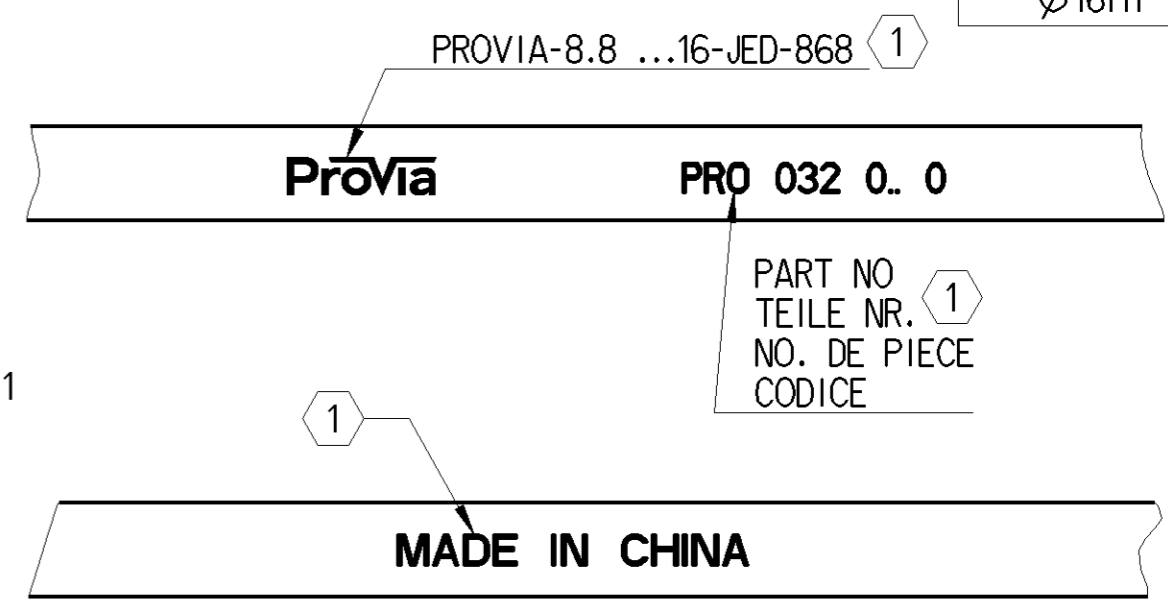 PROVIA-8.8 ...16-JED-868 1
ProVia PRO 032 0.. 0
PART NO
TEILE NR. 1
NO. DE PIECE
CODICE
1
1
MADE IN CHINA